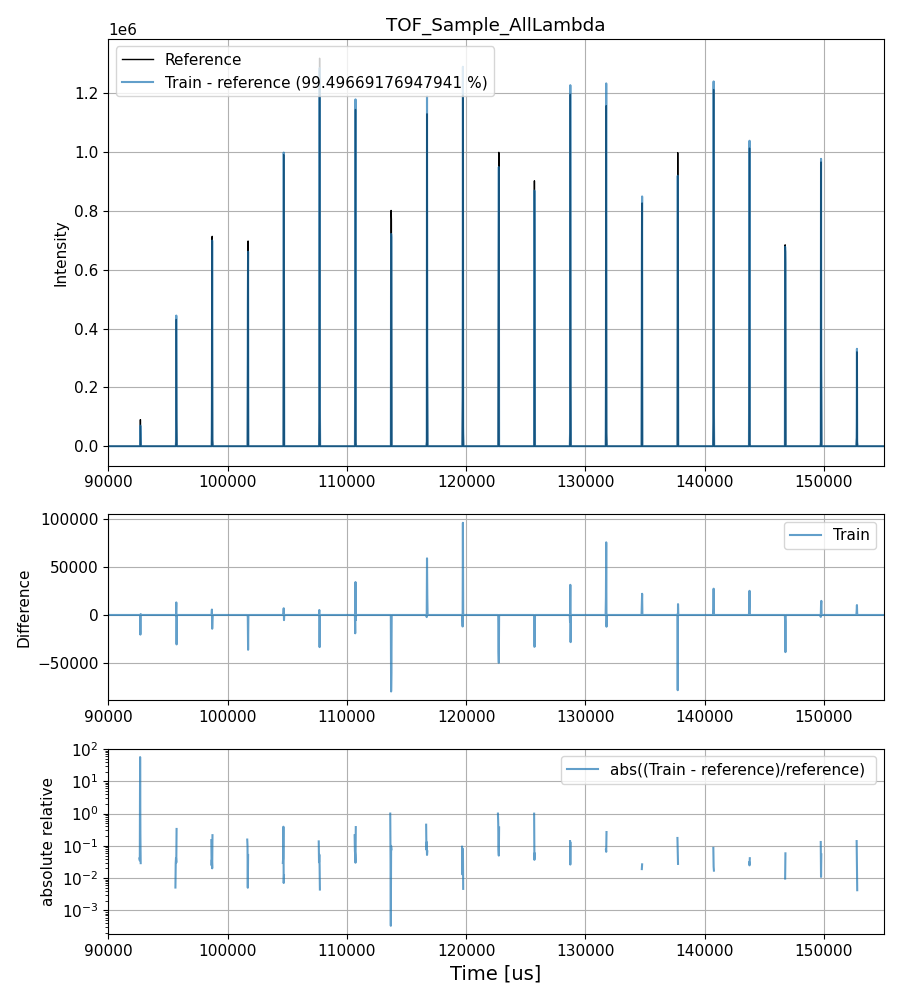 TOF_Sample_AllLambda
1e6
Reference
Train - reference (99.49669176947941 %)
1.2
1.0
0.8
0.6
0.4
0.2
0.0
Intensity
90000 100000 110000 120000 130000 140000 150000
Train
100000
50000
0
−50000
Difference
90000 100000 110000 120000 130000 140000 150000
abs((Train - reference)/reference)
10²
10¹
10⁰
10⁻¹
10⁻²
10⁻³
absolute relative
90000 100000 110000 120000 130000 140000 150000
Time [us]